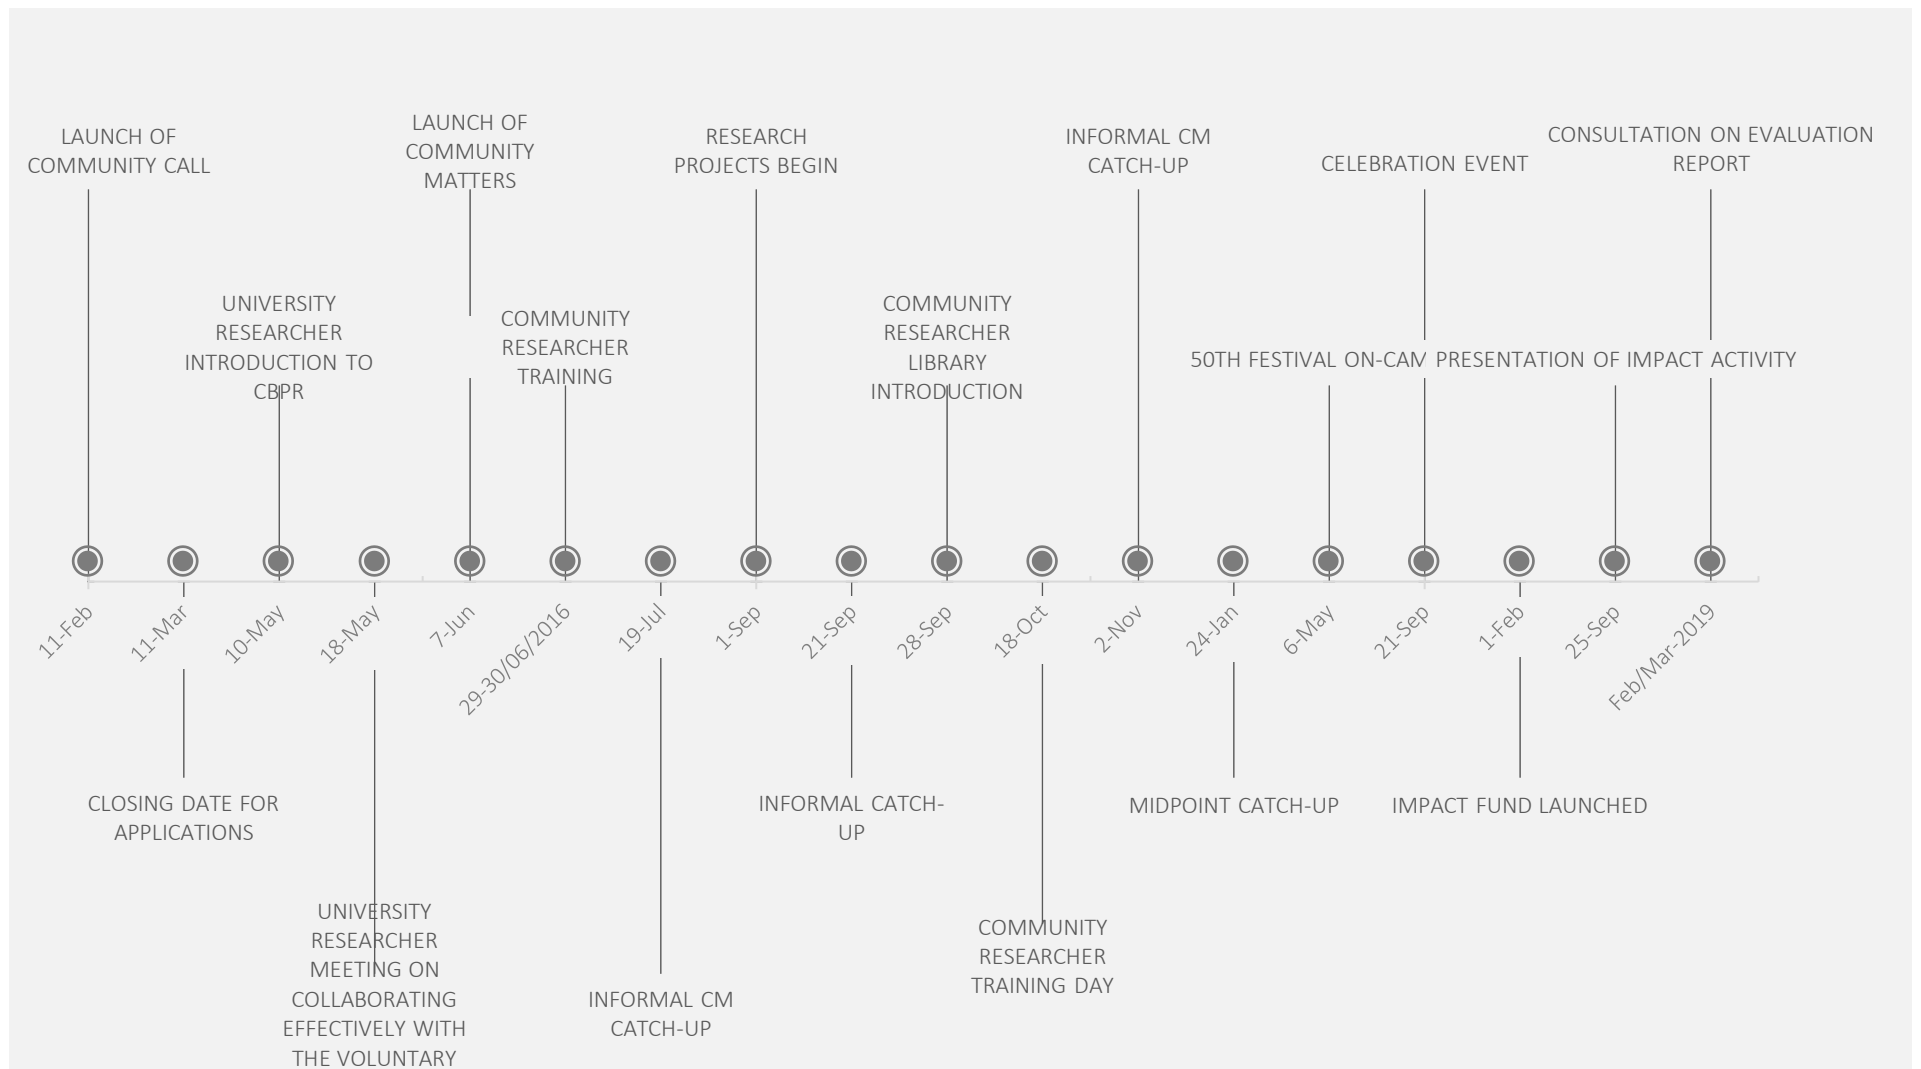 LAUNCH OF
COMMUNITY CALL
LAUNCH OF
COMMUNITY
MATTERS
RESEARCH
PROJECTS BEGIN
INFORMAL CM
CATCH-UP
CELEBRATION EVENT
CONSULTATION ON EVALUATION
REPORT
UNIVERSITY
RESEARCHER
INTRODUCTION TO
CBPR
COMMUNITY
RESEARCHER
TRAINING
COMMUNITY
RESEARCHER
LIBRARY
INTRODUCTION
50TH FESTIVAL ON-CAM
PRESENTATION OF IMPACT ACTIVITY
11-Feb
11-Mar
10-May
18-May
7-Jun
29-30/06/2016
19-Jul
1-Sep
21-Sep
28-Sep
18-Oct
2-Nov
24-Jan
6-May
21-Sep
1-Feb
25-Sep
Feb/Mar-2019
CLOSING DATE FOR
APPLICATIONS
INFORMAL CATCH-
UP
MIDPOINT CATCH-UP
IMPACT FUND LAUNCHED
UNIVERSITY
RESEARCHER
MEETING ON
COLLABORATING
EFFECTIVELY WITH
THE VOLUNTARY
INFORMAL CM
CATCH-UP
COMMUNITY
RESEARCHER
TRAINING DAY